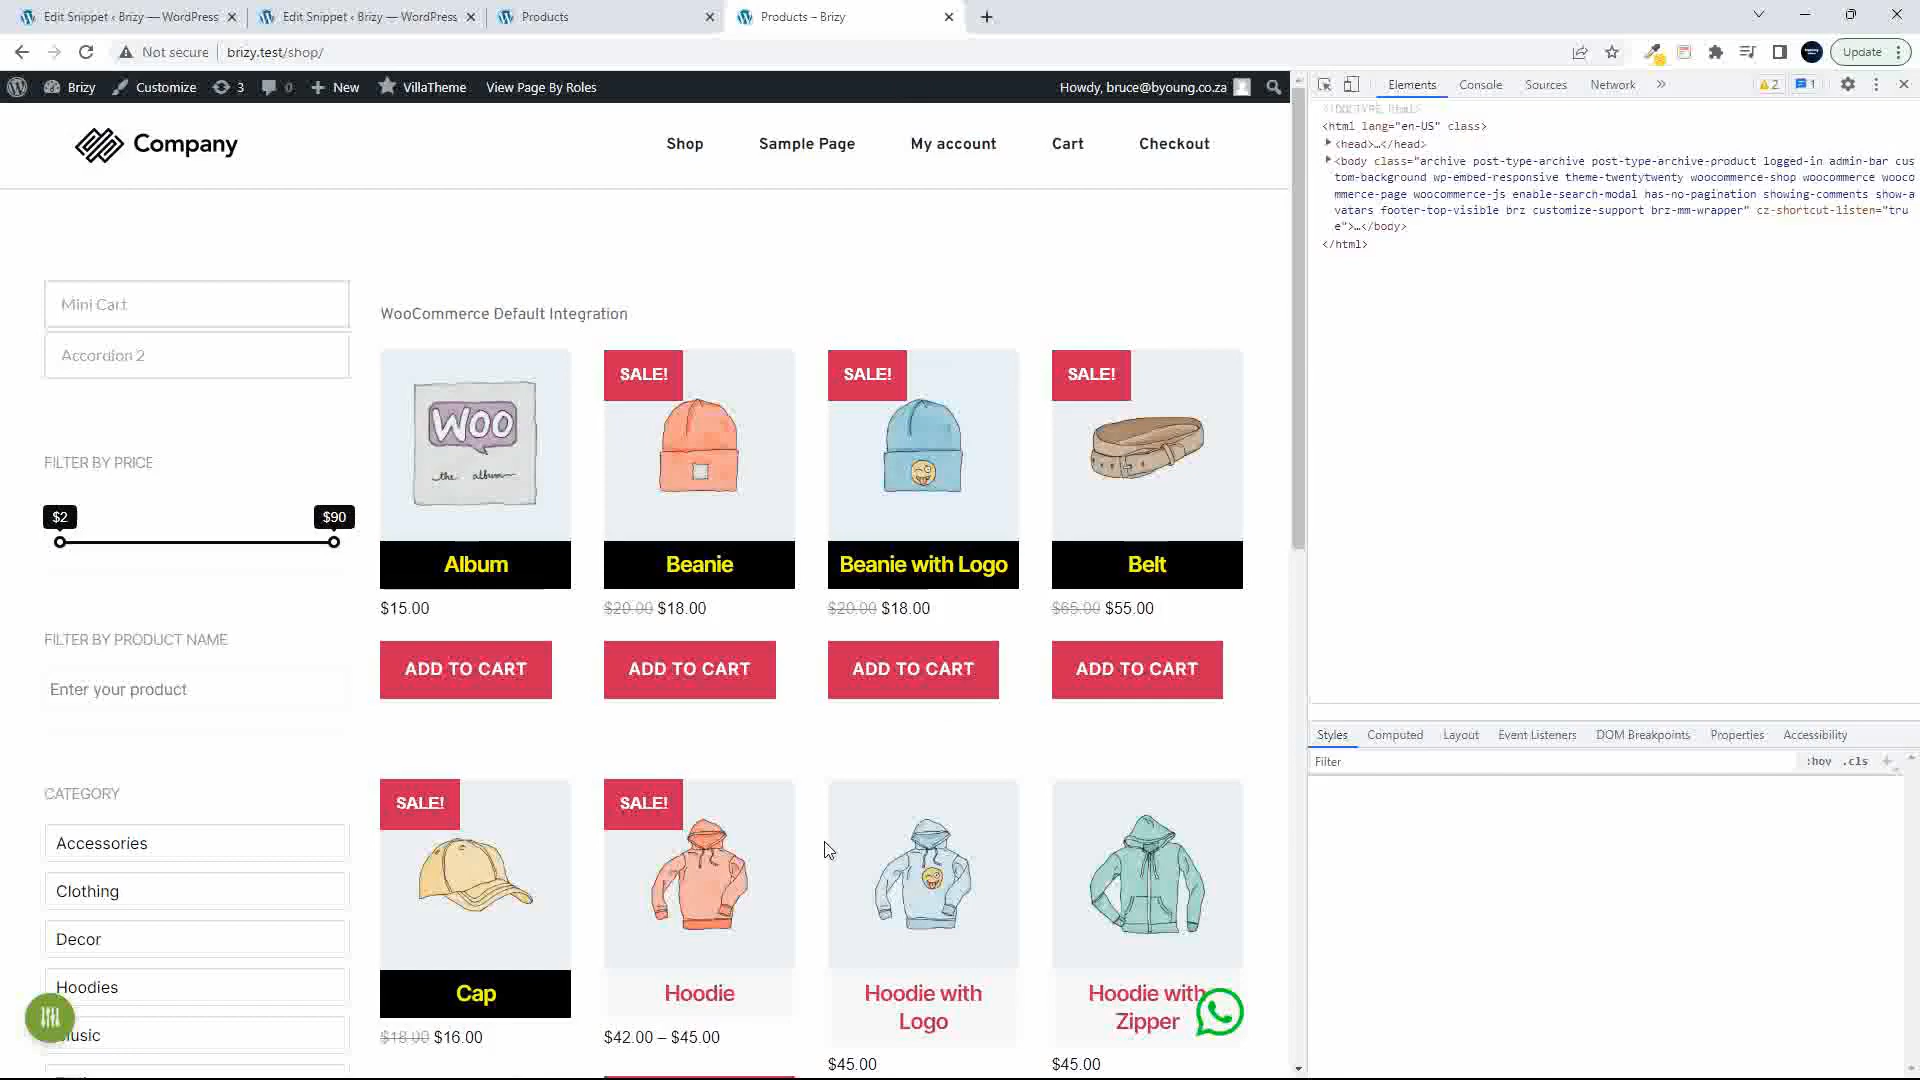 Edit Snippet ‹ Brizy — WordPress
Edit Snippet ‹ Brizy — WordPress
Products
Products – Brizy
Not secure
brizy.test/shop/
Update
Brizy
Customize
3
0
New
VillaTheme
View Page By Roles
Howdy, bruce@byoung.co.za
Company
Shop
Sample Page
My account
Cart
Checkout
Mini Cart
Accordion 2
FILTER BY PRICE
$2
$90
FILTER BY PRODUCT NAME
Enter your product
CATEGORY
Accessories
Clothing
Decor
Hoodies
Music
WooCommerce Default Integration
WOO
the album
Album
$15.00
ADD TO CART
SALE!
Beanie
$20.00 $18.00
ADD TO CART
SALE!
Beanie with Logo
$20.00 $18.00
ADD TO CART
SALE!
Belt
$65.00 $55.00
ADD TO CART
SALE!
Cap
$18.00 $16.00
SALE!
Hoodie
$42.00 – $45.00
Hoodie with
Logo
$45.00
Hoodie with
Zipper
$45.00
Elements
Console
Sources
Network
2
1
<!DOCTYPE html>
<html lang="en-US" class>
<head>…</head>
<body class="archive post-type-archive post-type-archive-product logged-in admin-bar cus
tom-background wp-embed-responsive theme-twentytwenty woocommerce-shop woocommerce wooco
mmerce-page woocommerce-js enable-search-modal has-no-pagination showing-comments show-a
vatars footer-top-visible brz customize-support brz-mm-wrapper" cz-shortcut-listen="tru
e">…</body>
</html>
Styles
Computed
Layout
Event Listeners
DOM Breakpoints
Properties
Accessibility
Filter
:hov
.cls